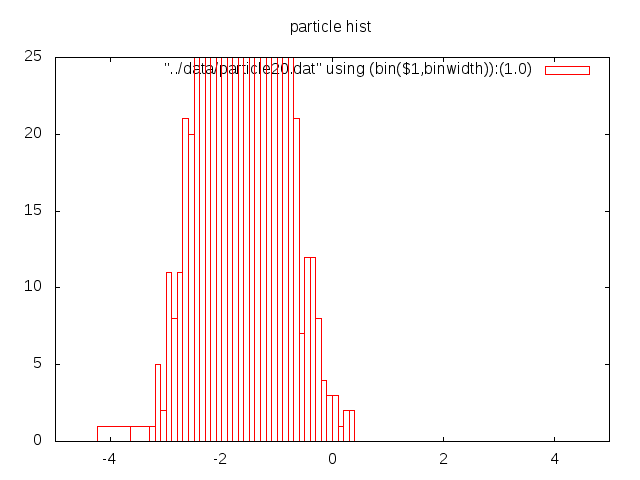 particle hist
"../data/particle20.dat" using (bin($1,binwidth)):(1.0)
25
20
15
10
5
0
-4 -2 0 2 4